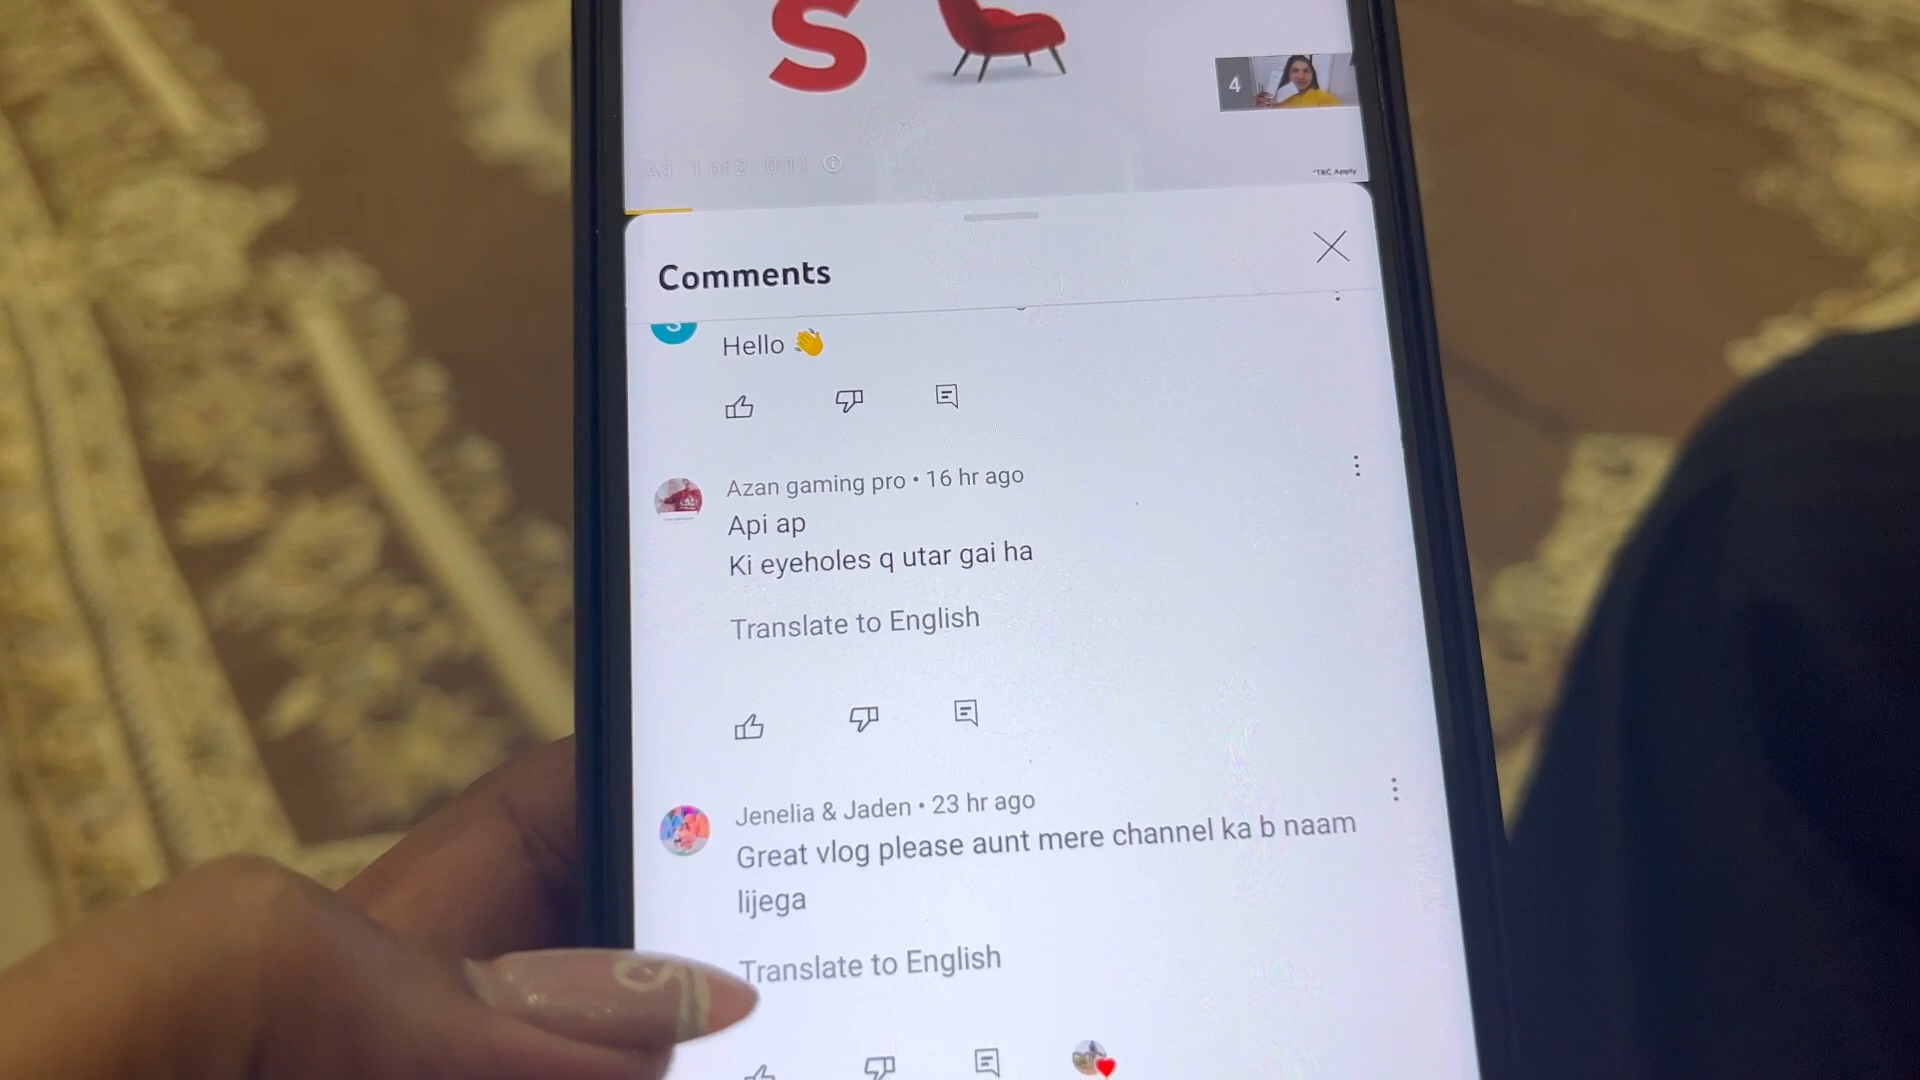 S
4
Ad · 1 of 2 · 0:11
*T&C Apply
Comments
Hello 👋
Azan gaming pro • 16 hr ago
Api ap
Ki eyeholes q utar gai ha
Translate to English
Jenelia & Jaden • 23 hr ago
Great vlog please aunt mere channel ka b naam
lijega
Translate to English